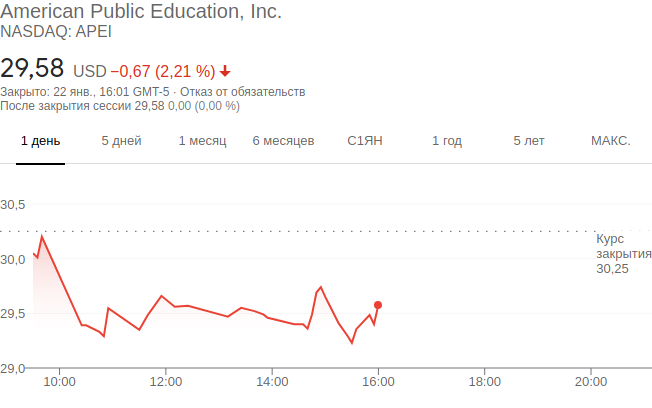 American Public Education, Inc.
NASDAQ: APEI
29,58 USD −0,67 (2,21 %)
Закрыто: 22 янв., 16:01 GMT-5 · Отказ от обязательств
После закрытия сессии 29,58 0,00 (0,00 %)
1 день 5 дней 1 месяц 6 месяцев С1ЯН 1 год 5 лет МАКС.
30,5
Курс
закрытия
30,25
30,0
29,5
29,0
10:00 12:00 14:00 16:00 18:00 20:00